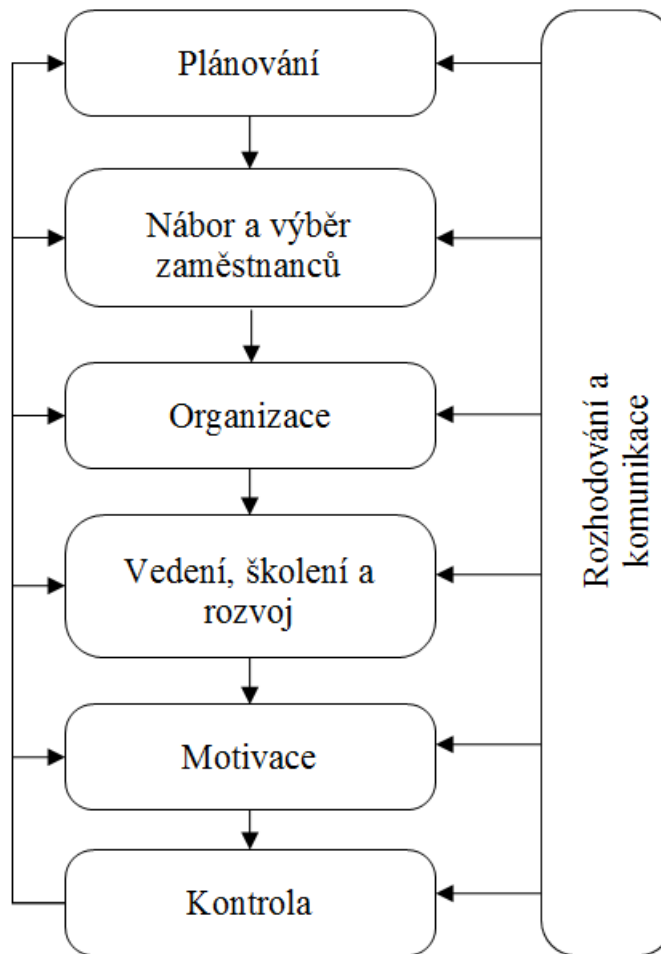 Plánování
Nábor a výběr
zaměstnanců
Organizace
Vedení, školení a
rozvoj
Motivace
Kontrola
Rozhodování a
komunikace